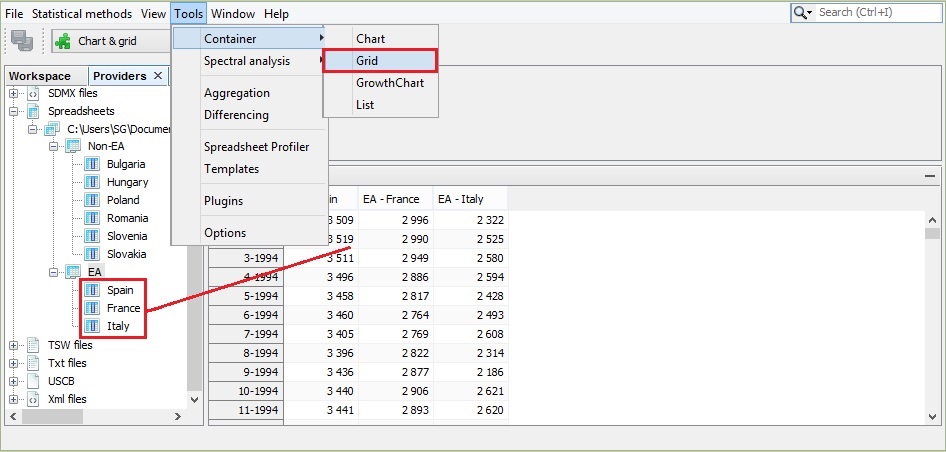 File Statistical methods View Tools Window Help Search (Ctrl+I)
Chart & grid
Container Chart
Spectral analysis Grid
GrowthChart
List
Aggregation
Differencing
Spreadsheet Profiler
Templates
Plugins
Options
Workspace Providers
SDMX files
Spreadsheets
C:\Users\SG\Docume
Non-EA
Bulgaria
Hungary
Poland
Romania
Slovenia
Slovakia
EA
Spain
France
Italy
TSW files
Txt files
USCB
Xml files
in EA - France EA - Italy
3 509 2 996 2 322
3 519 2 990 2 525
3-1994 3 511 2 949 2 580
4-1994 3 496 2 886 2 594
5-1994 3 458 2 817 2 428
6-1994 3 460 2 764 2 493
7-1994 3 405 2 769 2 608
8-1994 3 396 2 822 2 314
9-1994 3 436 2 877 2 186
10-1994 3 440 2 906 2 621
11-1994 3 441 2 893 2 620